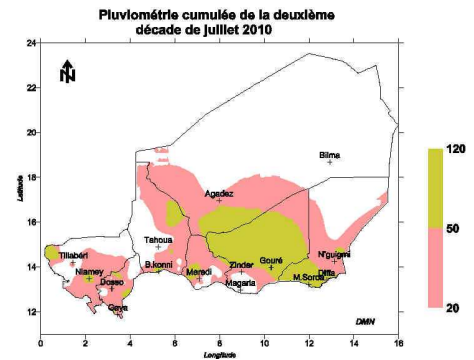 Pluviométrie cumulée de la deuxième
décade de juillet 2010
24
22
20
18
16
14
12
Latitude
N
Bilma
Agadez
Tahoua
Tillabéri
Niamey
Dosso
Gaya
B.konni
Maradi
Zinder
Magaria
Gouré
N'guigmi
M.Soroa
Diffa
DMN
0 2 4 6 8 10 12 14 16
Longitude
120
50
20